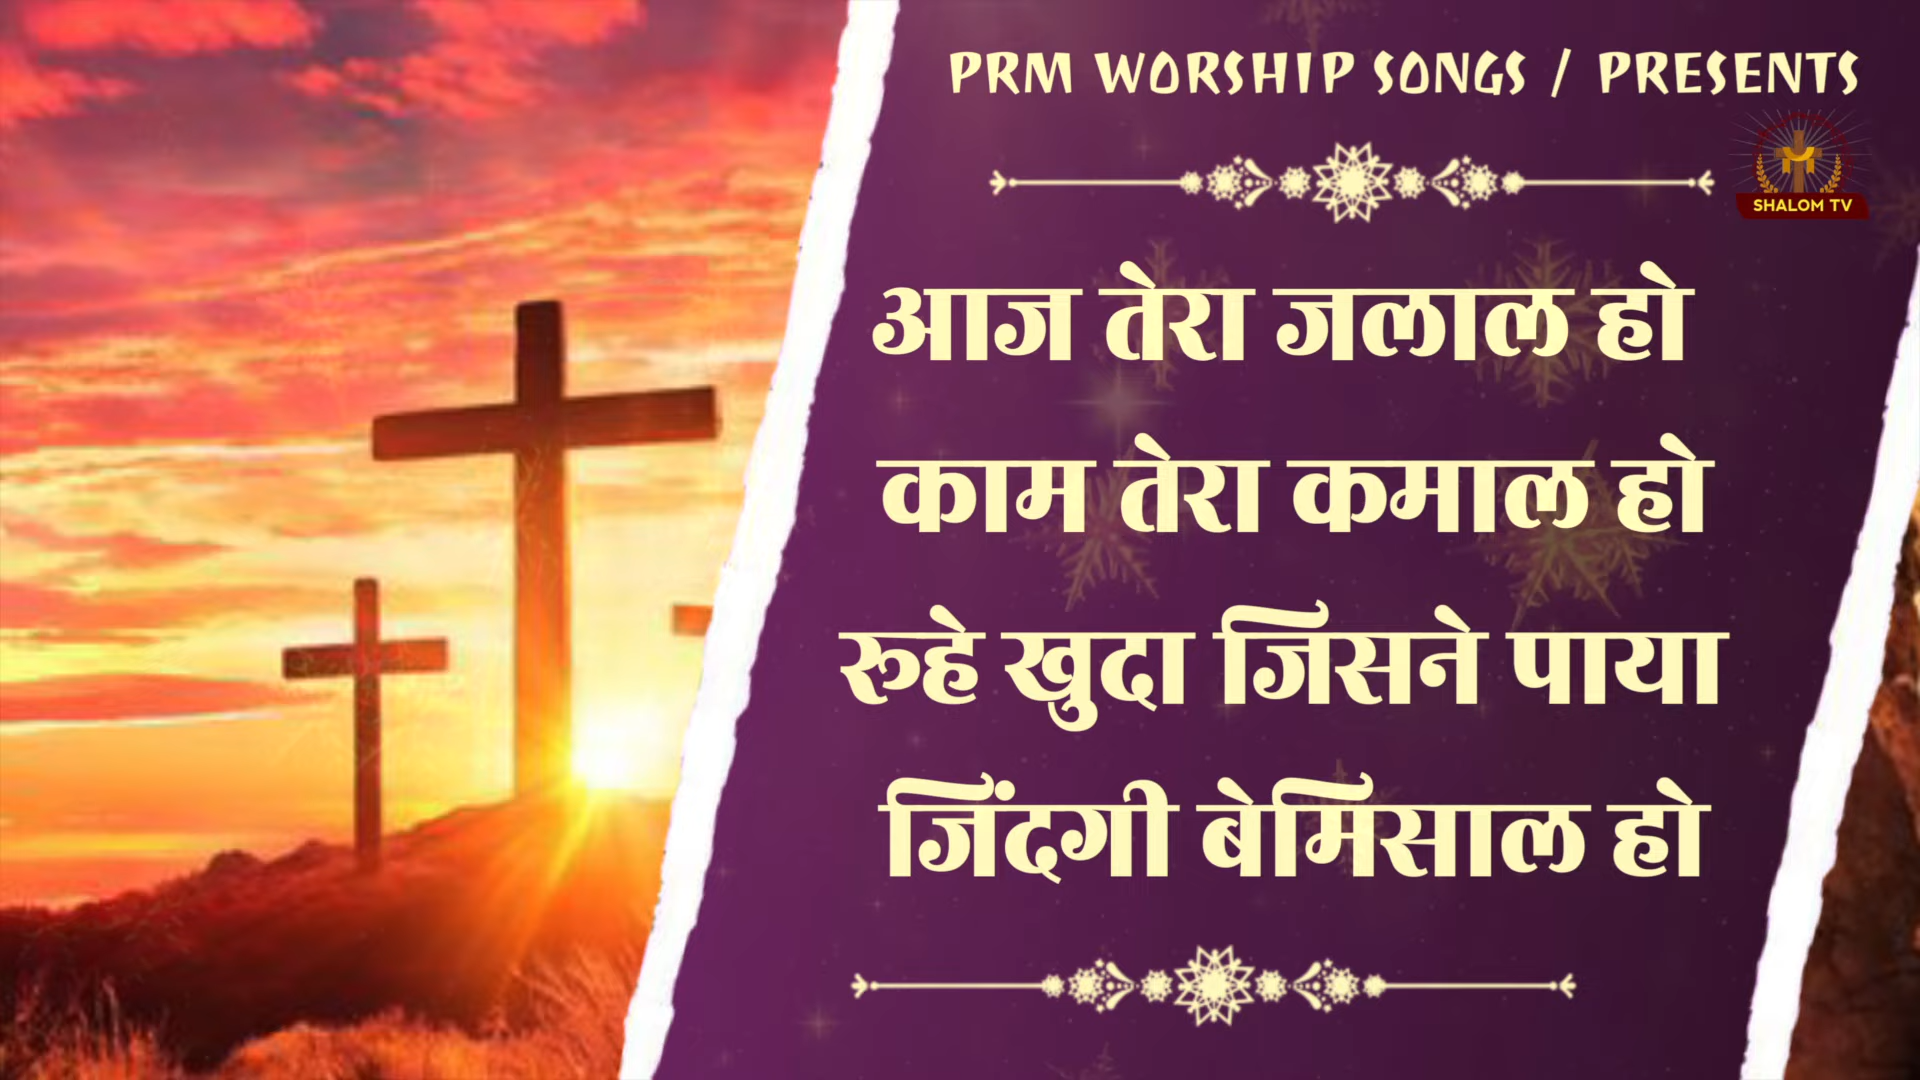 PRM WORSHIP SONGS / PRESENTS
SHALOM TV
आज तेरा जलाल हो
काम तेरा कमाल हो
रूहे खुदा जिसने पाया
जिंदगी बेमिसाल हो